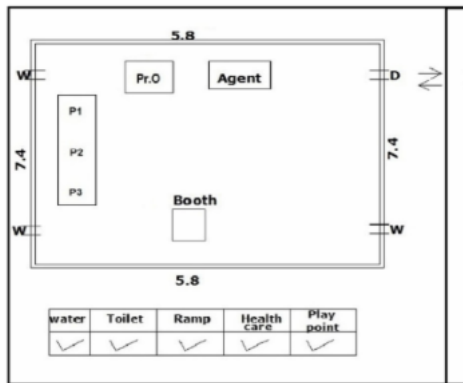 5.8
W
Pr.O
Agent
D
P1
P2
P3
7.4
7.4
Booth
W
W
5.8
water Toilet Ramp Health care Play point